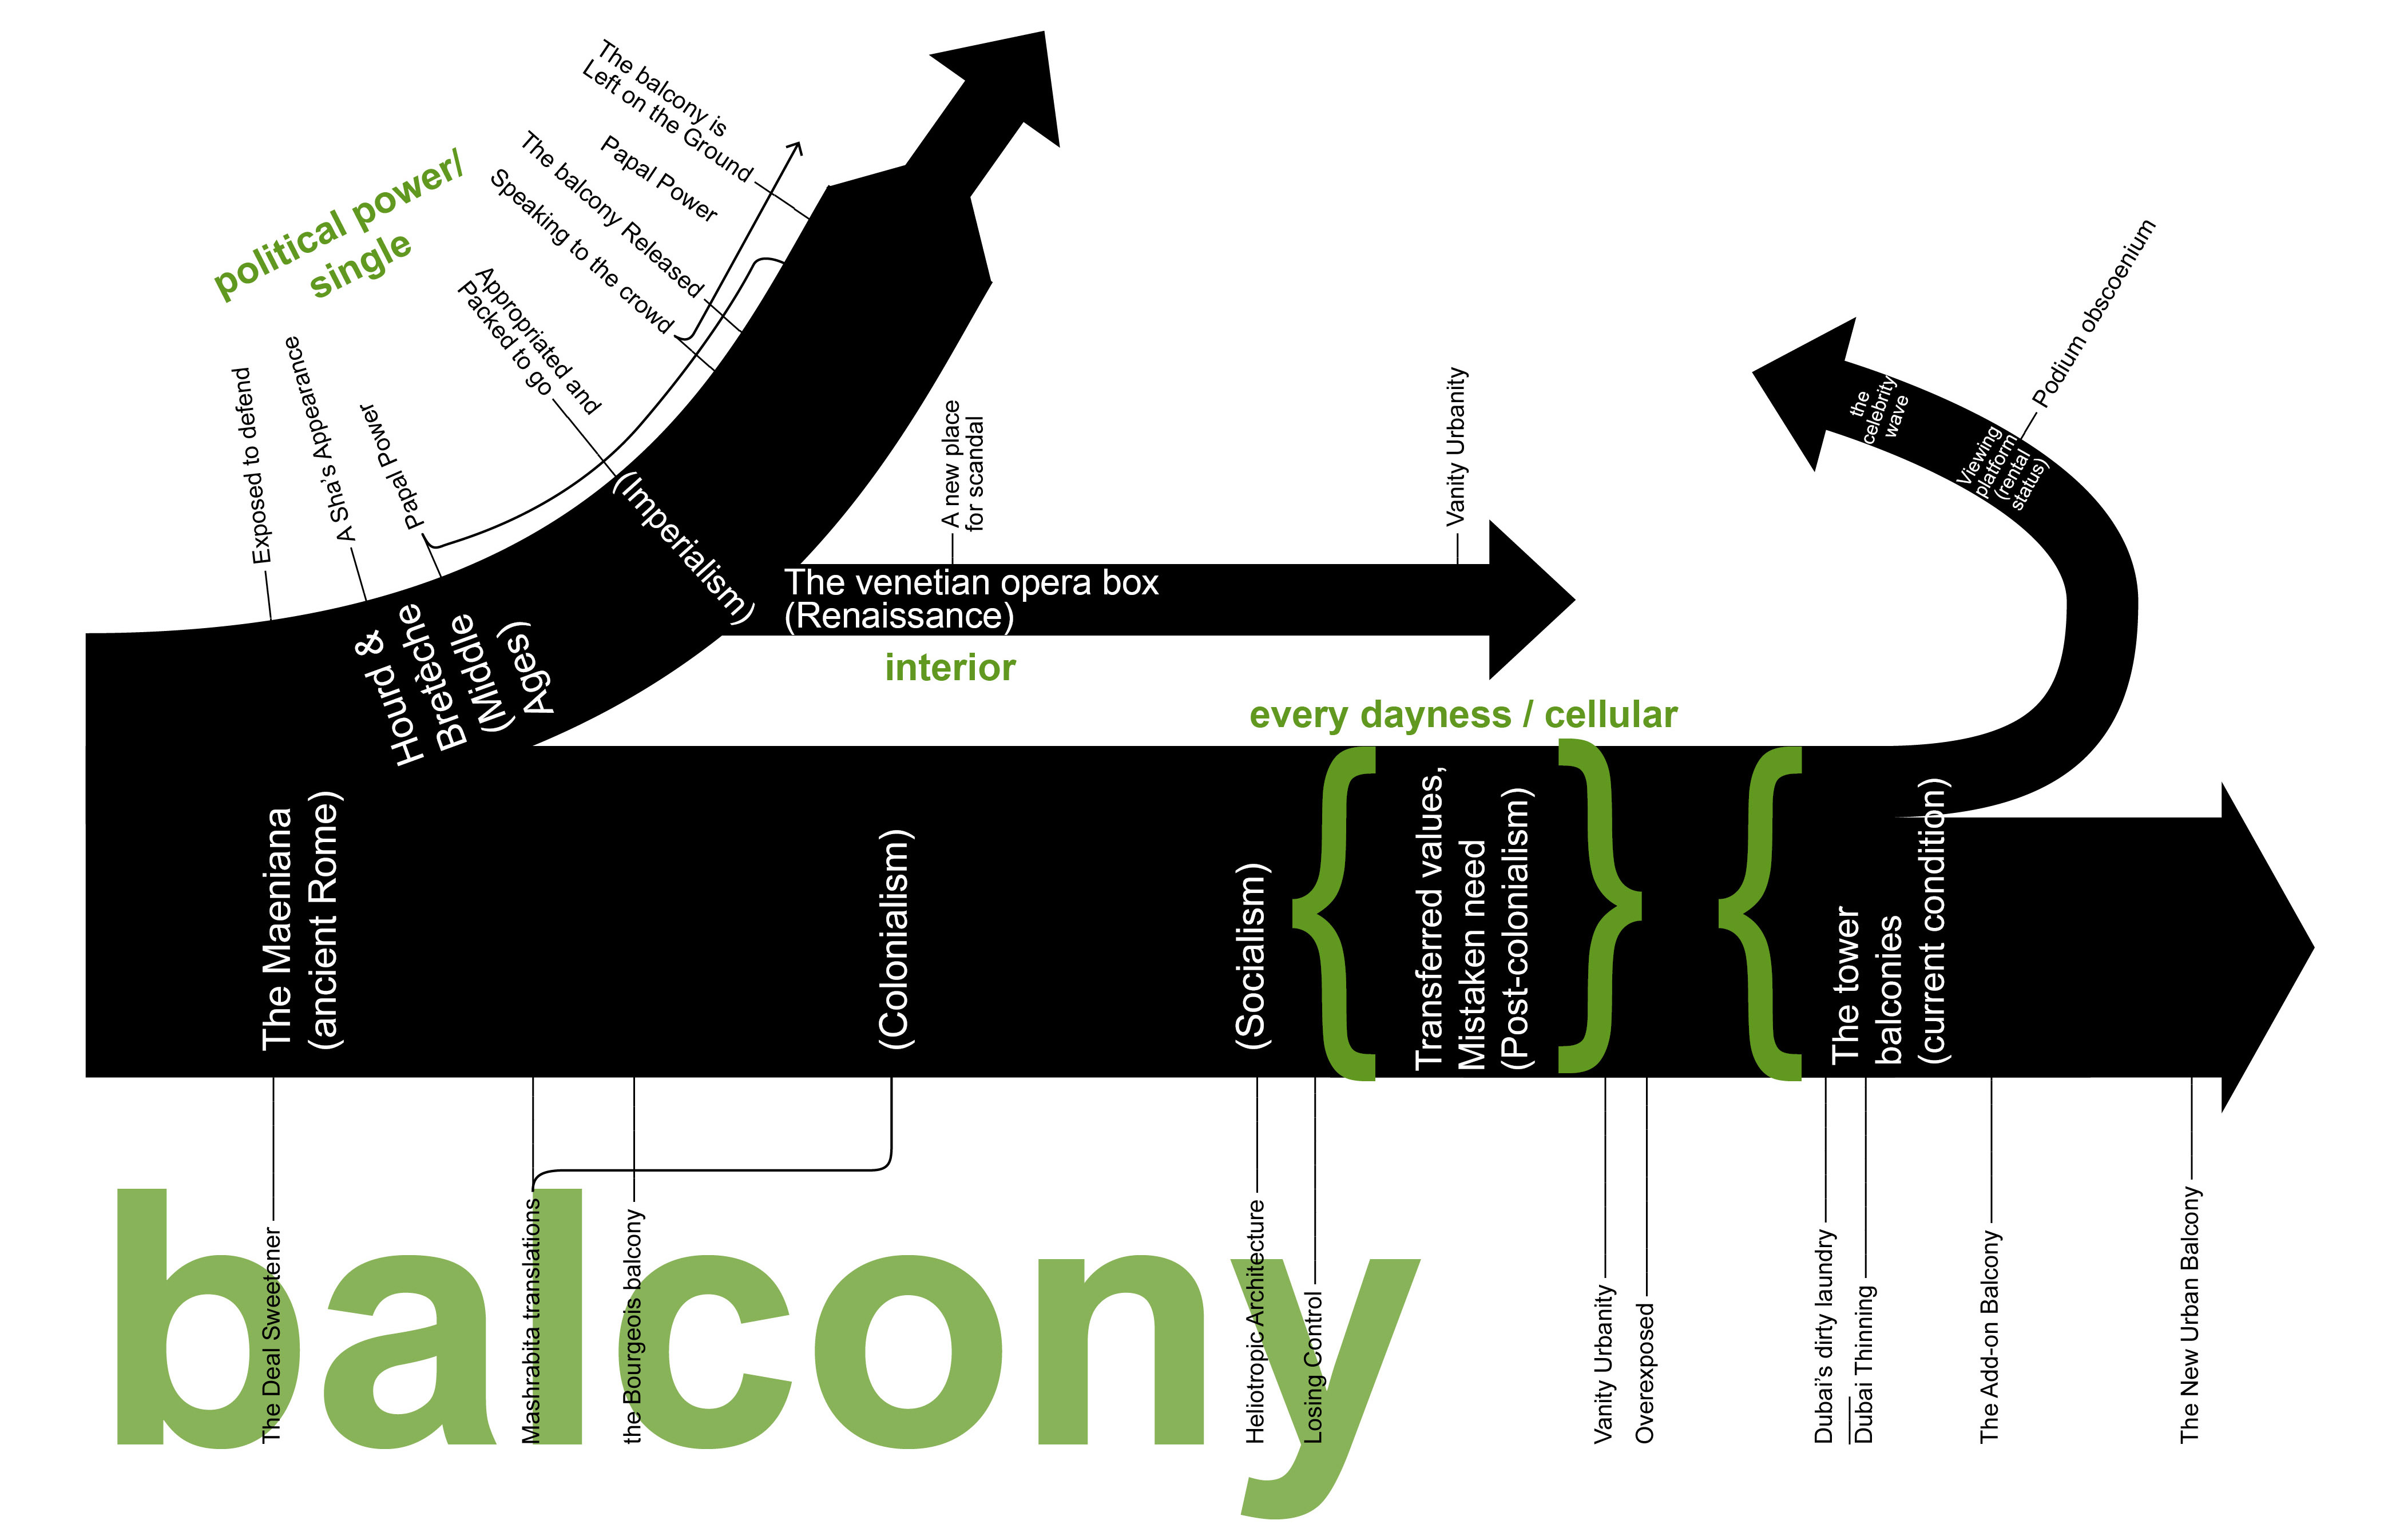 The balcony is
Left on the Ground
Papal Power
The balcony Released
Speaking to the crowd
political power/
single
Appropriated and
Packed to go
Exposed to defend
A Sha's Appearance
Papal Power
(Imperialism)
Hourd &
Bretèche
(Middle
Ages)
A new place
for scandal
Vanity Urbanity
The venetian opera box
(Renaissance)
interior
the
celebrity
wave
Viewing
platform
(rental
status)
Podium obscoenium
every dayness / cellular
The Maeniana
(ancient Rome)
(Colonialism)
(Socialism)
{
Transferred values,
Mistaken need
(Post-colonialism)
}
{
The tower
balconies
(current condition)
The Deal Sweetener
Mashrabita translations
the Bourgeois balcony
Heliotropic Architecture
Losing Control
Vanity Urbanity
Overexposed
Dubai's dirty laundry
Dubai Thinning
The Add-on Balcony
The New Urban Balcony
balcony